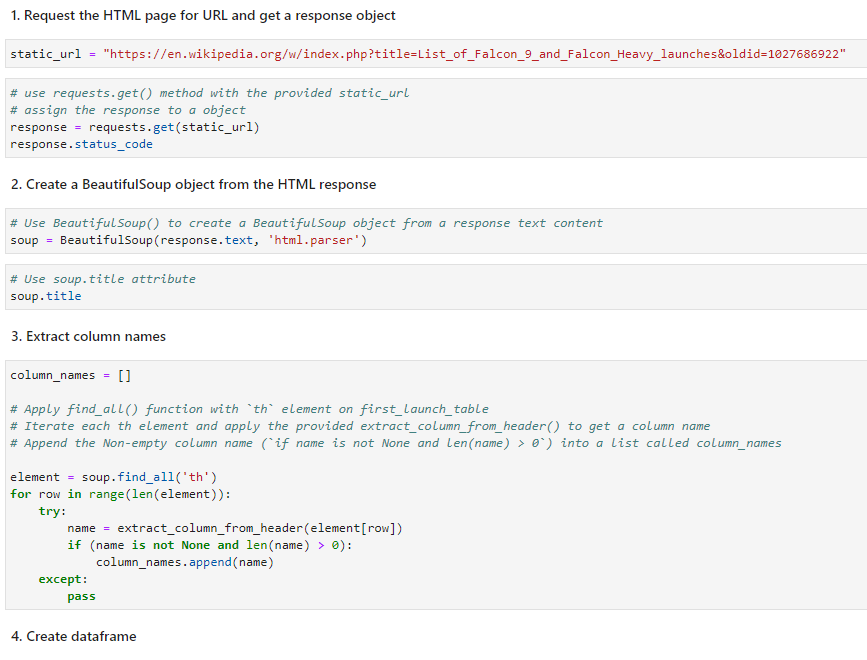 1. Request the HTML page for URL and get a response object
static_url = "https://en.wikipedia.org/w/index.php?title=List_of_Falcon_9_and_Falcon_Heavy_launches&oldid=1027686922"
# use requests.get() method with the provided static_url
# assign the response to a object
response = requests.get(static_url)
response.status_code
2. Create a BeautifulSoup object from the HTML response
# Use BeautifulSoup() to create a BeautifulSoup object from a response text content
soup = BeautifulSoup(response.text, 'html.parser')
# Use soup.title attribute
soup.title
3. Extract column names
column_names = []
# Apply find_all() function with `th` element on first_launch_table
# Iterate each th element and apply the provided extract_column_from_header() to get a column name
# Append the Non-empty column name (`if name is not None and len(name) > 0`) into a list called column_names
element = soup.find_all('th')
for row in range(len(element)):
    try:
        name = extract_column_from_header(element[row])
        if (name is not None and len(name) > 0):
            column_names.append(name)
    except:
        pass
4. Create dataframe